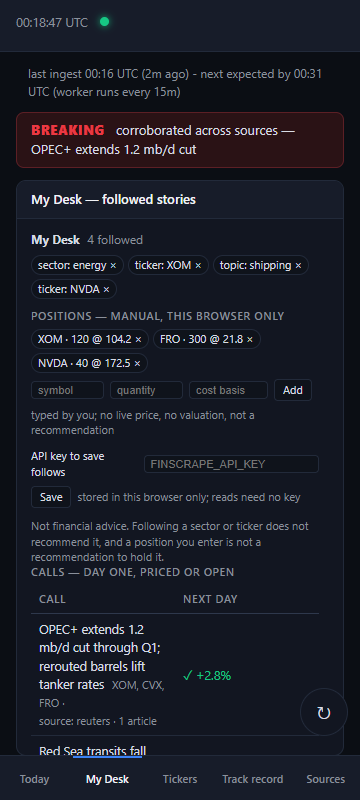 00:18:47 UTC
last ingest 00:16 UTC (2m ago) - next expected by 00:31
UTC (worker runs every 15m)
BREAKING corroborated across sources —
OPEC+ extends 1.2 mb/d cut
My Desk — followed stories
My Desk 4 followed
sector: energy × ticker: XOM × topic: shipping ×
ticker: NVDA ×
POSITIONS — MANUAL, THIS BROWSER ONLY
XOM · 120 @ 104.2 × FRO · 300 @ 21.8 ×
NVDA · 40 @ 172.5 ×
symbol quantity cost basis Add
typed by you; no live price, no valuation, not a
recommendation
API key to save
follows
FINSCRAPE_API_KEY
Save stored in this browser only; reads need no key
Not financial advice. Following a sector or ticker does not
recommend it, and a position you enter is not a
recommendation to hold it.
CALLS — DAY ONE, PRICED OR OPEN
CALL NEXT DAY
OPEC+ extends 1.2
mb/d cut through Q1;
rerouted barrels lift
tanker rates XOM, CVX,
FRO ·
source: reuters · 1 article
✓ +2.8%
↻
Red Sea transits fall
Today My Desk Tickers Track record Sources